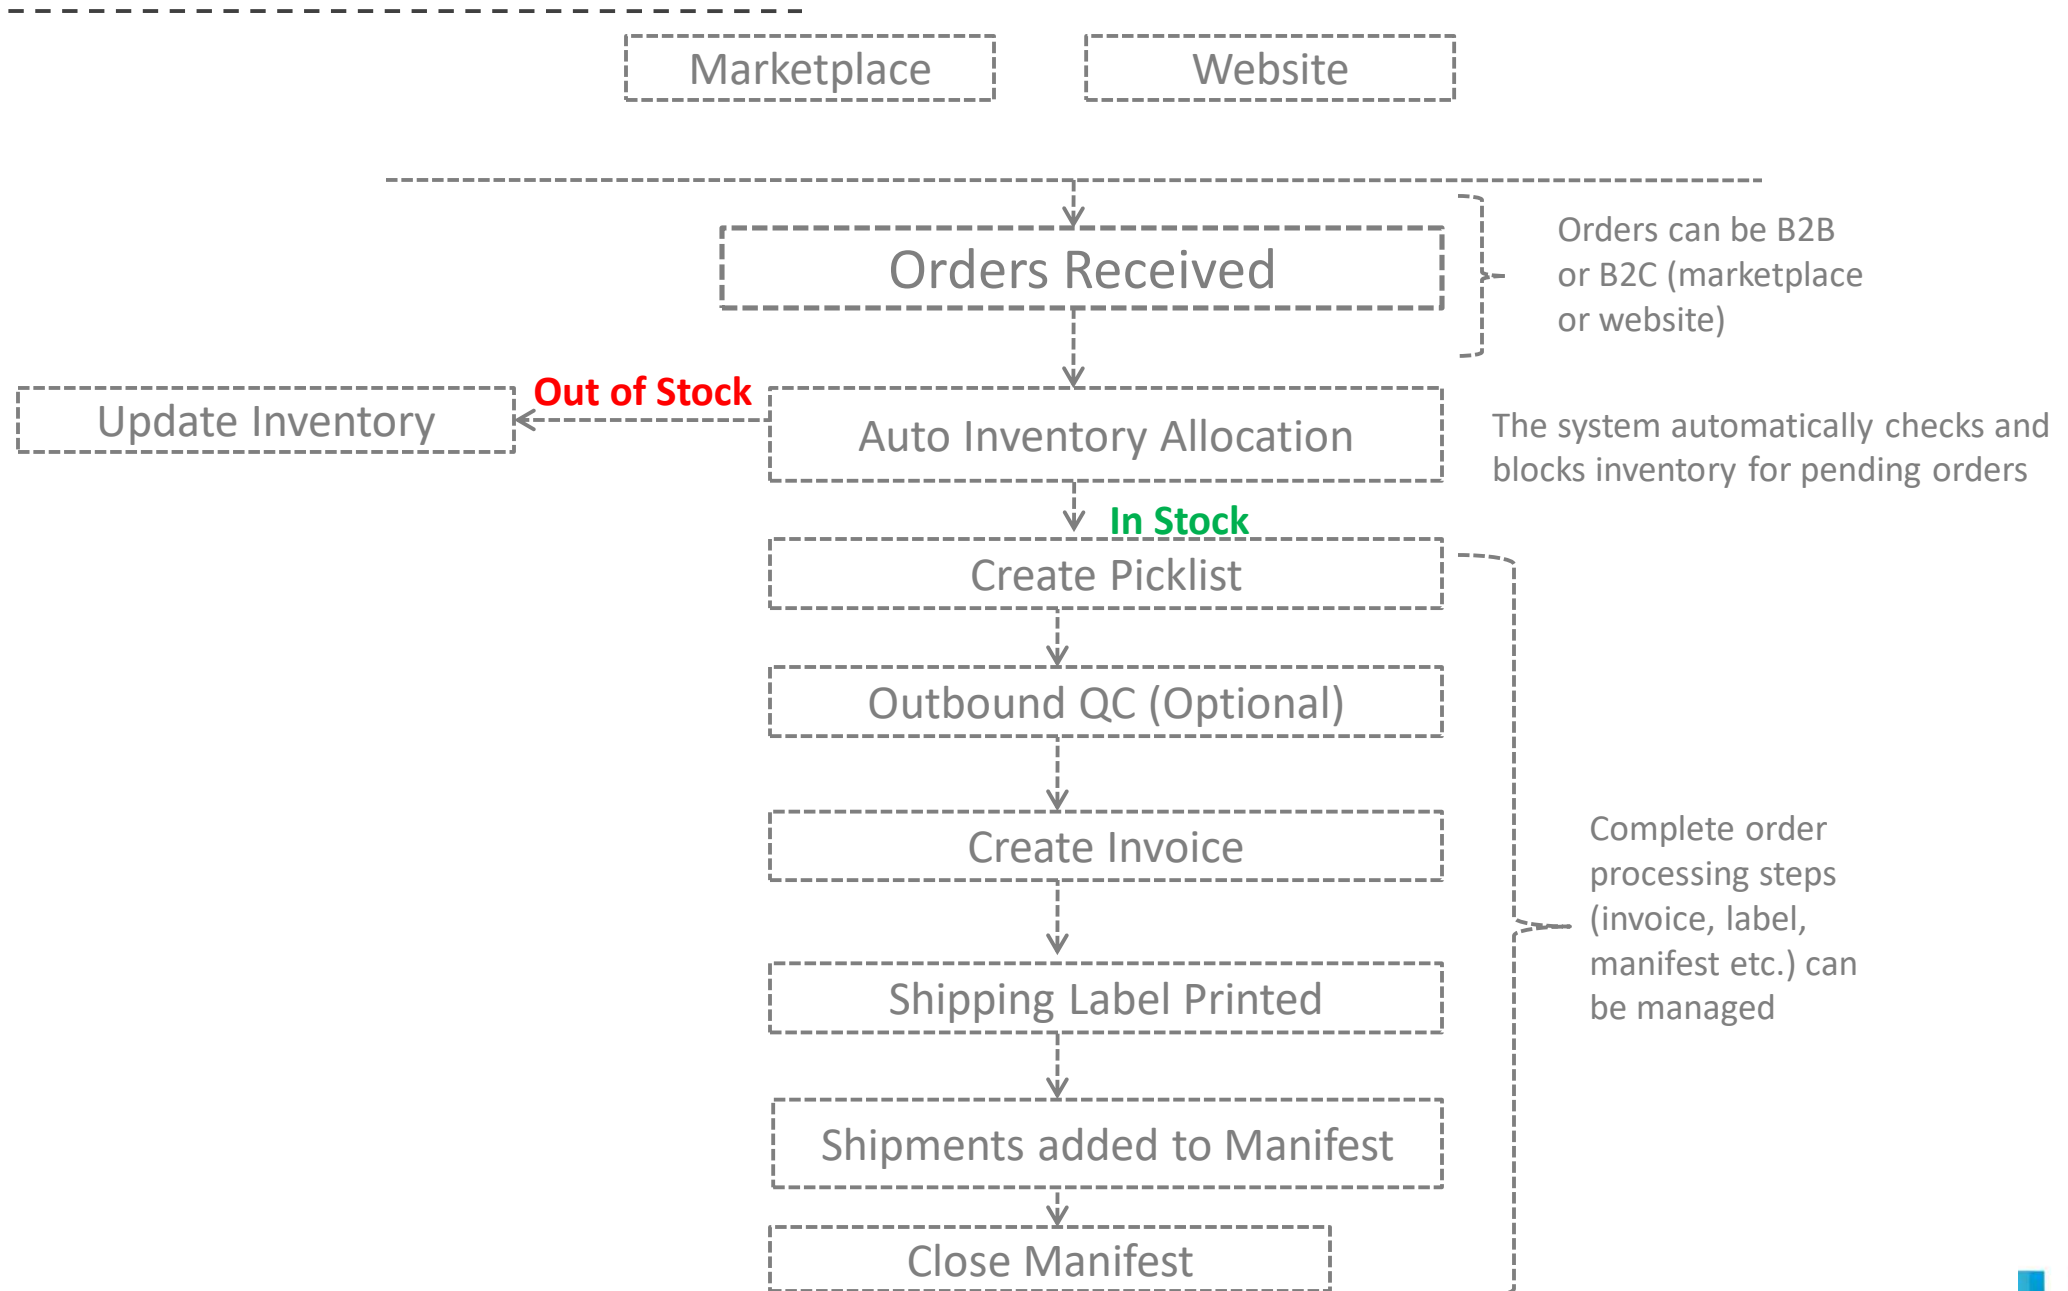 Marketplace
Website
Orders Received
Orders can be B2B
or B2C (marketplace
or website)
Update Inventory
Out of Stock
Auto Inventory Allocation
The system automatically checks and
blocks inventory for pending orders
In Stock
Create Picklist
Outbound QC (Optional)
Create Invoice
Complete order
processing steps
(invoice, label,
manifest etc.) can
be managed
Shipping Label Printed
Shipments added to Manifest
Close Manifest